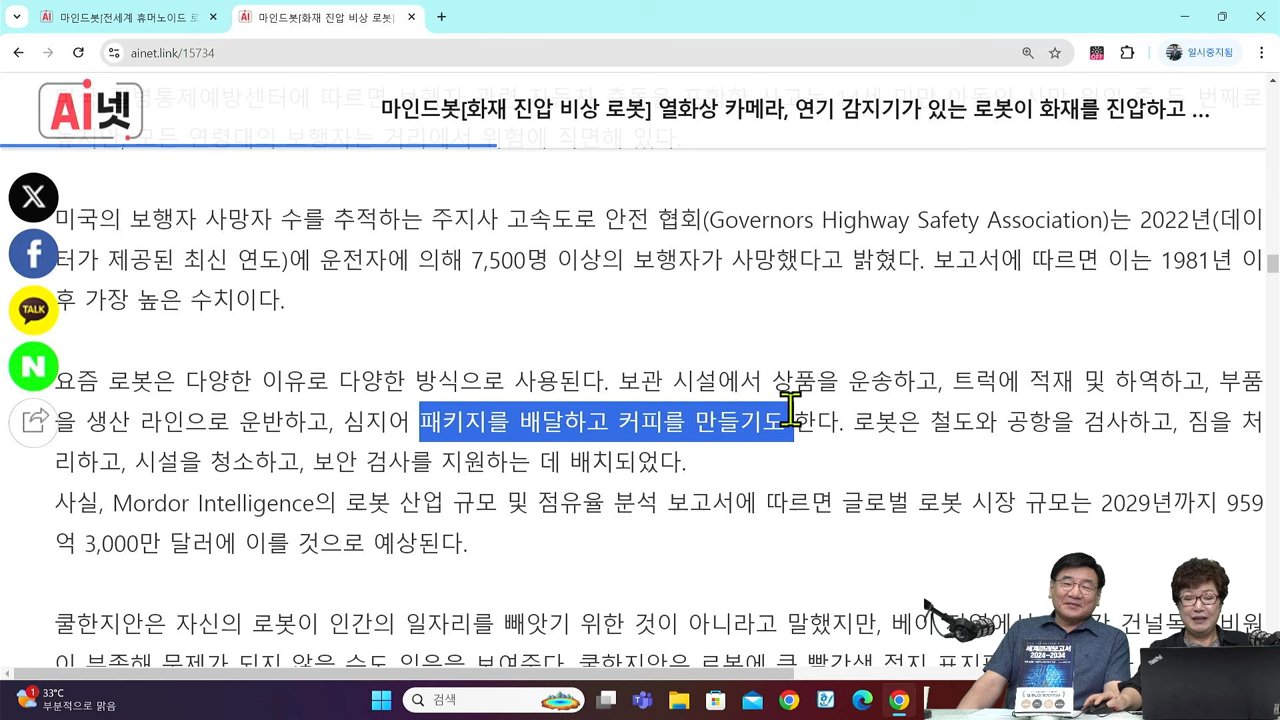 마인드봇[전세계 휴머노이드 로
마인드봇[화재 진압 비상 로봇]
ainet.link/15734
OFF
일시중지됨
Ai넷
마인드봇[화재 진압 비상 로봇] 열화상 카메라, 연기 감지기가 있는 로봇이 화재를 진압하고 ...
미국의 보행자 사망자 수를 추적하는 주지사 고속도로 안전 협회(Governors Highway Safety Association)는 2022년(데이
터가 제공된 최신 연도)에 운전자에 의해 7,500명 이상의 보행자가 사망했다고 밝혔다. 보고서에 따르면 이는 1981년 이
후 가장 높은 수치이다.
TALK
N
요즘 로봇은 다양한 이유로 다양한 방식으로 사용된다. 보관 시설에서 상품을 운송하고, 트럭에 적재 및 하역하고, 부품
을 생산 라인으로 운반하고, 심지어 패키지를 배달하고 커피를 만들기도 한다. 로봇은 철도와 공항을 검사하고, 짐을 처
리하고, 시설을 청소하고, 보안 검사를 지원하는 데 배치되었다.
사실, Mordor Intelligence의 로봇 산업 규모 및 점유율 분석 보고서에 따르면 글로벌 로봇 시장 규모는 2029년까지 959
억 3,000만 달러에 이를 것으로 예상된다.
쿨한지안은 자신의 로봇이 인간의 일자리를 빼앗기 위한 것이 아니라고 말했지만, 베이 건널목 비원
세계미래보고서
2024-2034
ThinkPad
1
33°C
부분적으로 맑음
검색